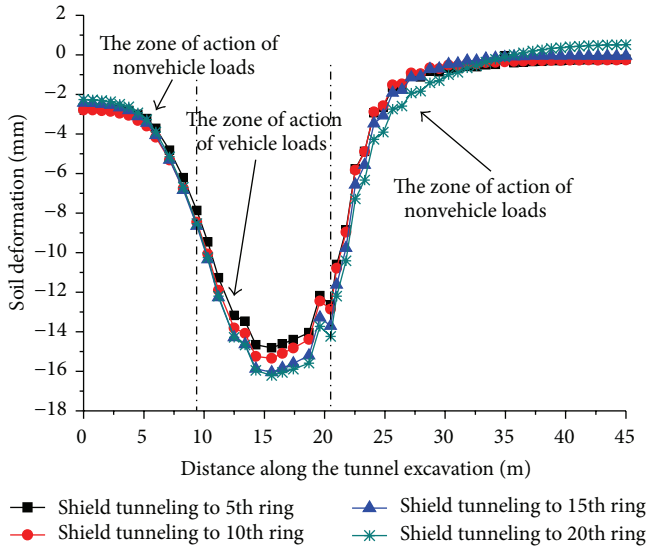 2
0
−2
−4
−6
−8
−10
−12
−14
−16
−18
Soil deformation (mm)
The zone of action of
nonvehicle loads
The zone of action
of vehicle loads
The zone of action of
nonvehicle loads
0 5 10 15 20 25 30 35 40 45
Distance along the tunnel excavation (m)
Shield tunneling to 5th ring
Shield tunneling to 10th ring
Shield tunneling to 15th ring
Shield tunneling to 20th ring